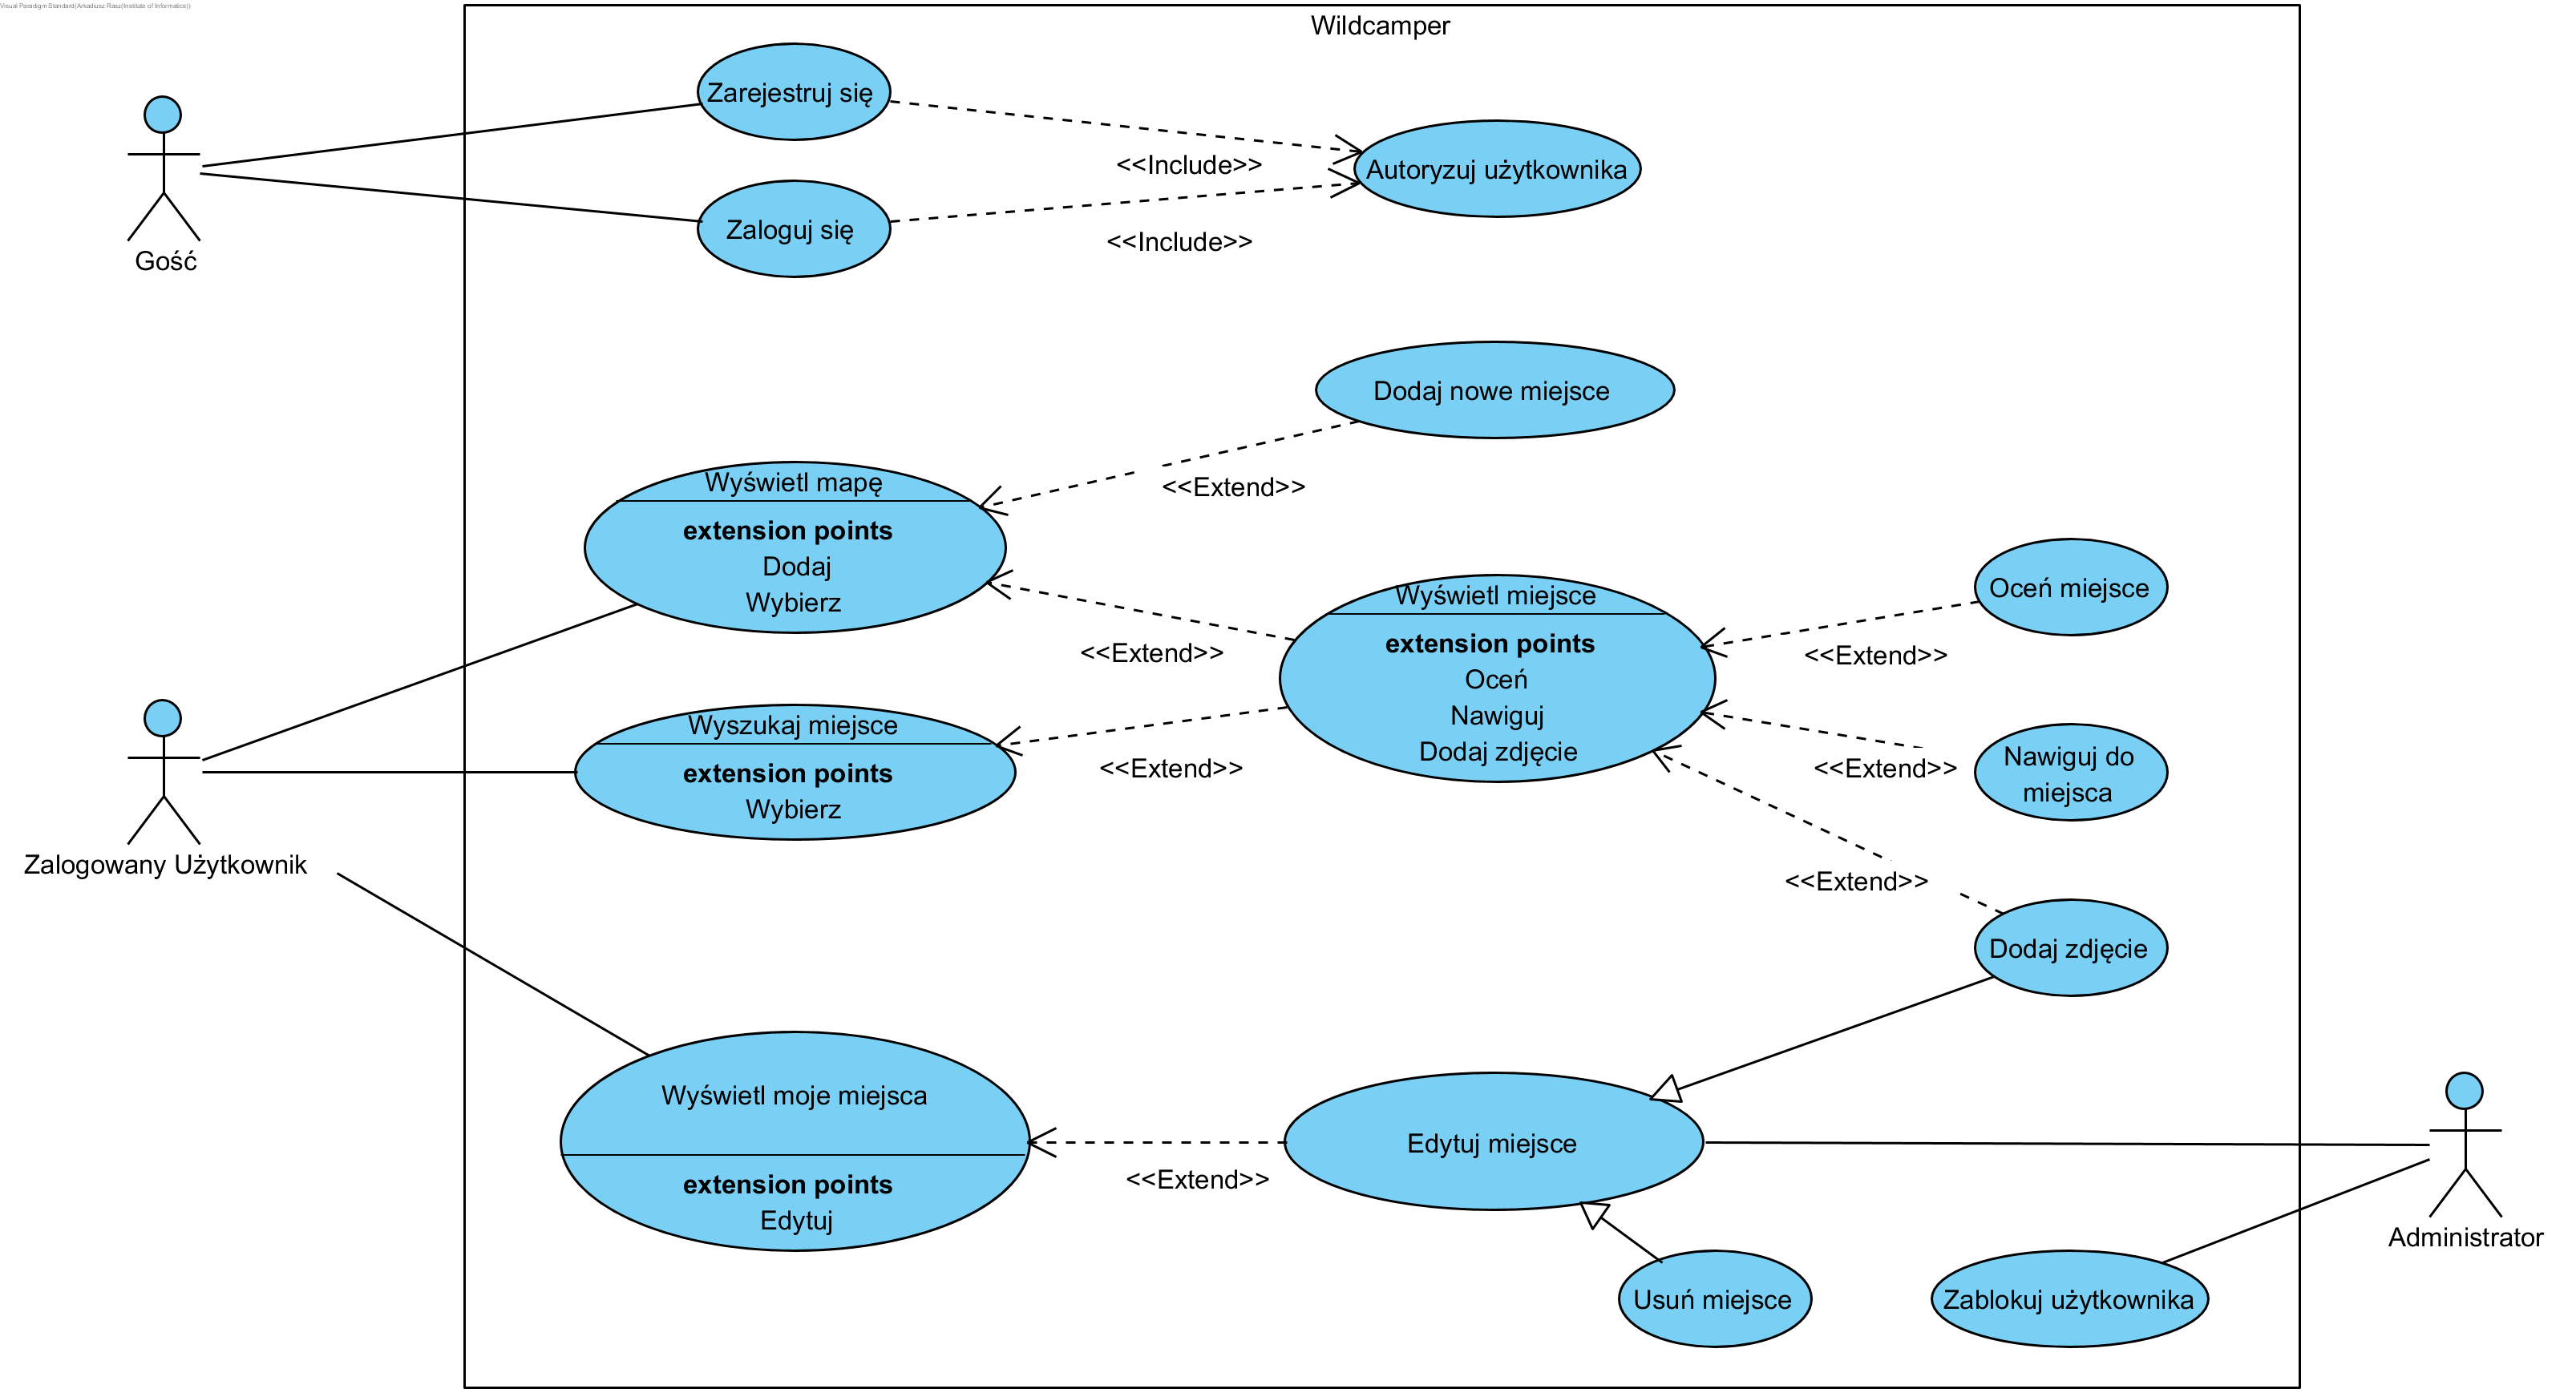 Visual Paradigm Standard(Arkadiusz Rasz(Institute of Informatics))
Wildcamper
Zarejestruj się
<<Include>>
Autoryzuj użytkownika
Zaloguj się
<<Include>>
Gość
Dodaj nowe miejsce
<<Extend>>
Wyświetl mapę
extension points
Dodaj
Wybierz
<<Extend>>
Wyświetl miejsce
extension points
Oceń
Nawiguj
Dodaj zdjęcie
Oceń miejsce
<<Extend>>
Wyszukaj miejsce
extension points
Wybierz
<<Extend>>
<<Extend>>
Nawiguj do
miejsca
Zalogowany Użytkownik
<<Extend>>
Dodaj zdjęcie
Wyświetl moje miejsca
extension points
Edytuj
<<Extend>>
Edytuj miejsce
Administrator
Usuń miejsce
Zablokuj użytkownika